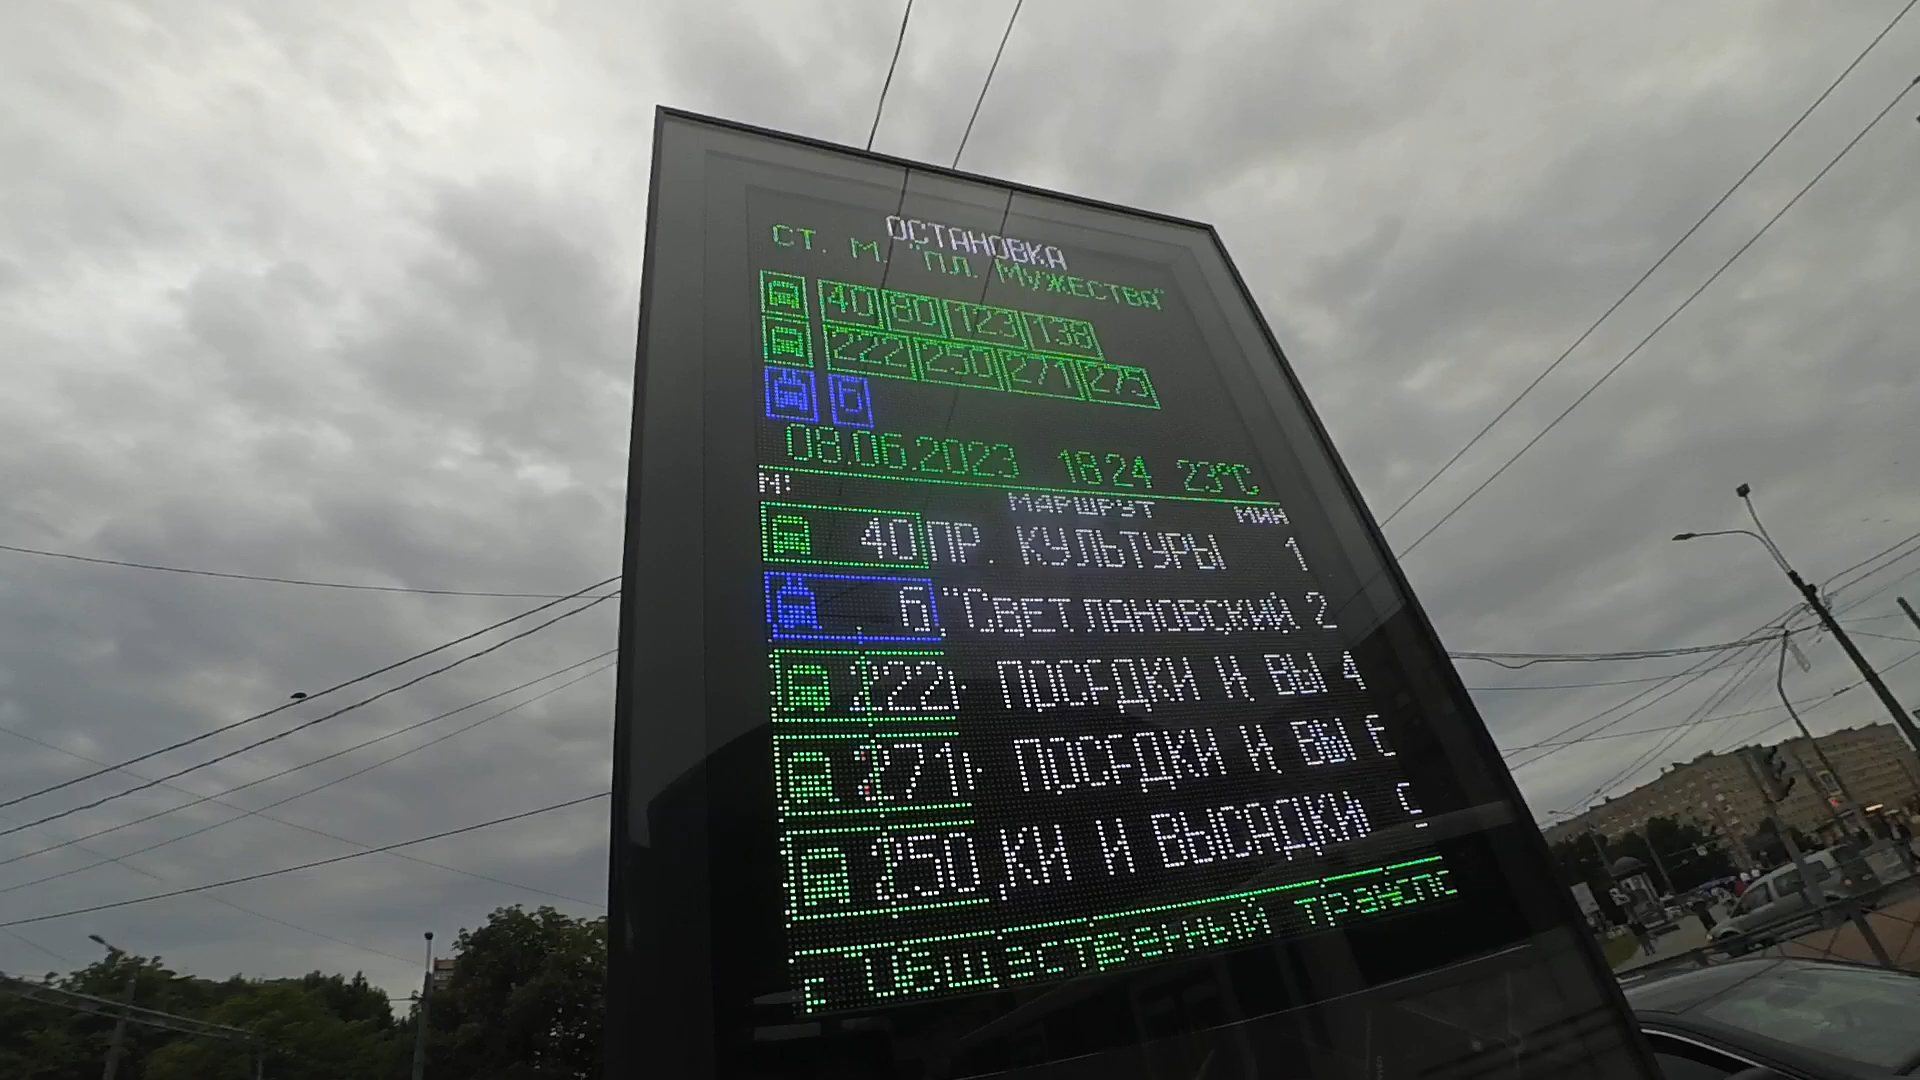 ОСТАНОВКА
СТ. М. "ПЛ. МУЖЕСТВА"
40 80 123 138
222 250 271 275
6
08.06.2023 18 24 23°C
МАРШРУТ МИН
40 ПР. КУЛЬТУРЫ 1
6 "СВЕТЛАНОВСКИЙ 2
222 ПОСАДКИ И ВЫ 4
271 ПОСАДКИ И ВЫ
250 КИ И ВЫСАДКИ
Общественный трансп